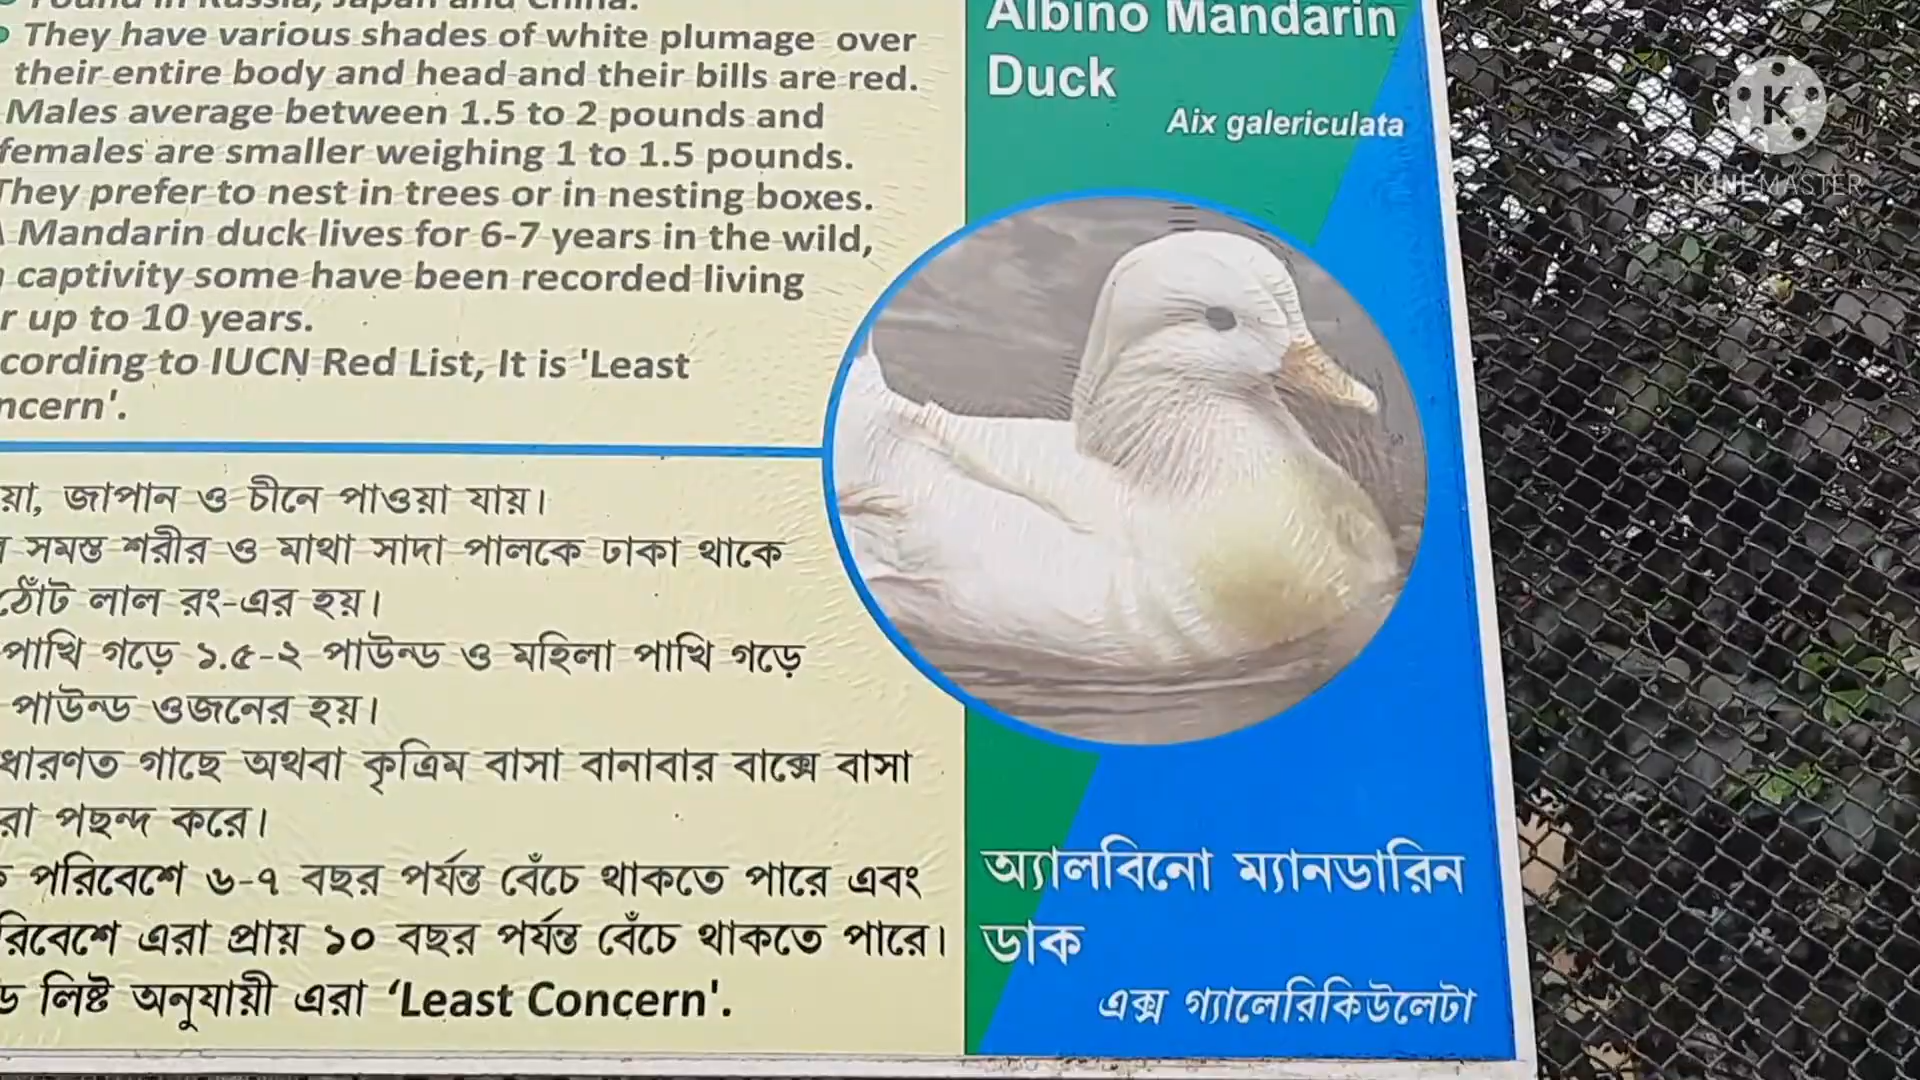 Found in Russia, Japan and China.
They have various shades of white plumage over
their entire body and head and their bills are red.
Males average between 1.5 to 2 pounds and
females are smaller weighing 1 to 1.5 pounds.
They prefer to nest in trees or in nesting boxes.
A Mandarin duck lives for 6-7 years in the wild,
captivity some have been recorded living
r up to 10 years.
cording to IUCN Red List, It is 'Least
ncern'.
য়া, জাপান ও চীনে পাওয়া যায়।
সমস্ত শরীর ও মাথা সাদা পালকে ঢাকা থাকে
ঠোঁট লাল রং-এর হয়।
পাখি গড়ে ১.৫-২ পাউন্ড ও মহিলা পাখি গড়ে
পাউন্ড ওজনের হয়।
ধারণত গাছে অথবা কৃত্রিম বাসা বানাবার বাক্সে বাসা
রা পছন্দ করে।
পরিবেশে ৬-৭ বছর পর্যন্ত বেঁচে থাকতে পারে এবং
রিবেশে এরা প্রায় ১০ বছর পর্যন্ত বেঁচে থাকতে পারে।
ড লিষ্ট অনুযায়ী এরা ‘Least Concern'.
Albino Mandarin
Duck
Aix galericulata
অ্যালবিনো ম্যানডারিন
ডাক
এক্স গ্যালেরিকিউলেটা
K
KINEMASTER